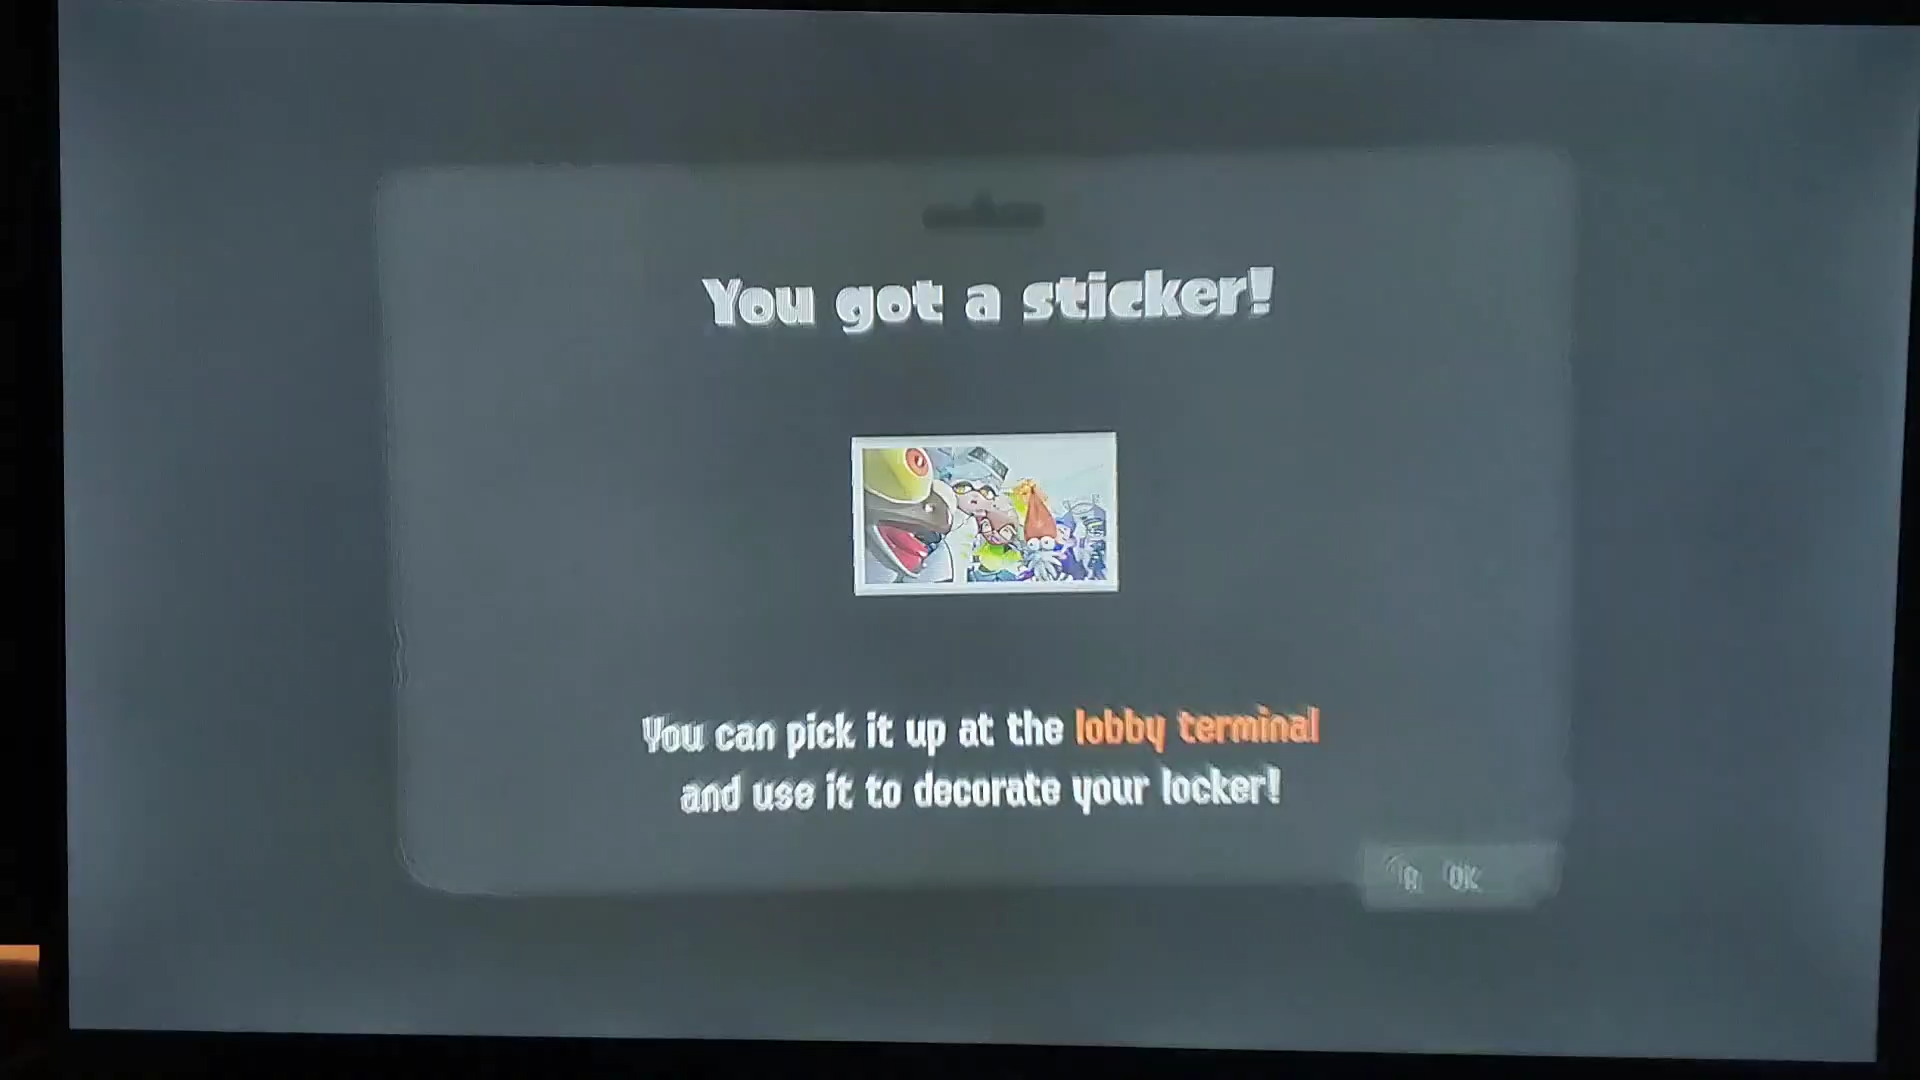 You got a sticker!
You can pick it up at the lobby terminal
and use it to decorate your locker!
A OK